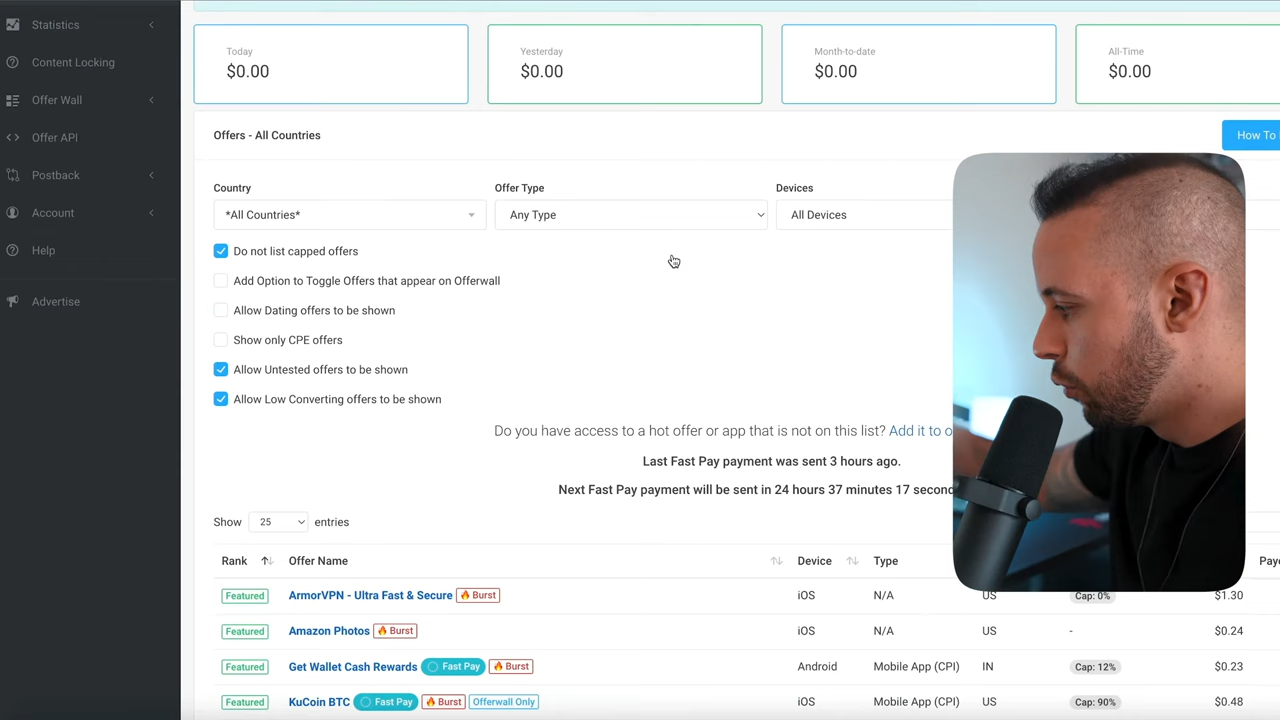 Statistics
Content Locking
Offer Wall
Offer API
Postback
Account
Help
Advertise
Today
$0.00
Yesterday
$0.00
Month-to-date
$0.00
All-Time
$0.00
Offers - All Countries
How To
Country
Offer Type
Devices
*All Countries*
Any Type
All Devices
Do not list capped offers
Add Option to Toggle Offers that appear on Offerwall
Allow Dating offers to be shown
Show only CPE offers
Allow Untested offers to be shown
Allow Low Converting offers to be shown
Do you have access to a hot offer or app that is not on this list? Add it to o
Last Fast Pay payment was sent 3 hours ago.
Next Fast Pay payment will be sent in 24 hours 37 minutes 17 second
Show 25 entries
Rank Offer Name Device Type
Featured ArmorVPN - Ultra Fast & Secure Burst iOS N/A US Cap: 0% $1.30
Featured Amazon Photos Burst iOS N/A US - $0.24
Featured Get Wallet Cash Rewards Fast Pay Burst Android Mobile App (CPI) IN Cap: 12% $0.23
Featured KuCoin BTC Fast Pay Burst Offerwall Only iOS Mobile App (CPI) US Cap: 90% $0.48